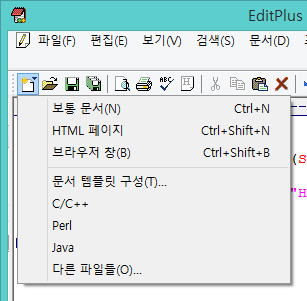 EditPlus
파일(F) 편집(E) 보기(V) 검색(S) 문서(D)
보통 문서(N) Ctrl+N
HTML 페이지 Ctrl+Shift+N
브라우저 창(B) Ctrl+Shift+B
문서 템플릿 구성(T)...
C/C++
Perl
Java
다른 파일들(O)...